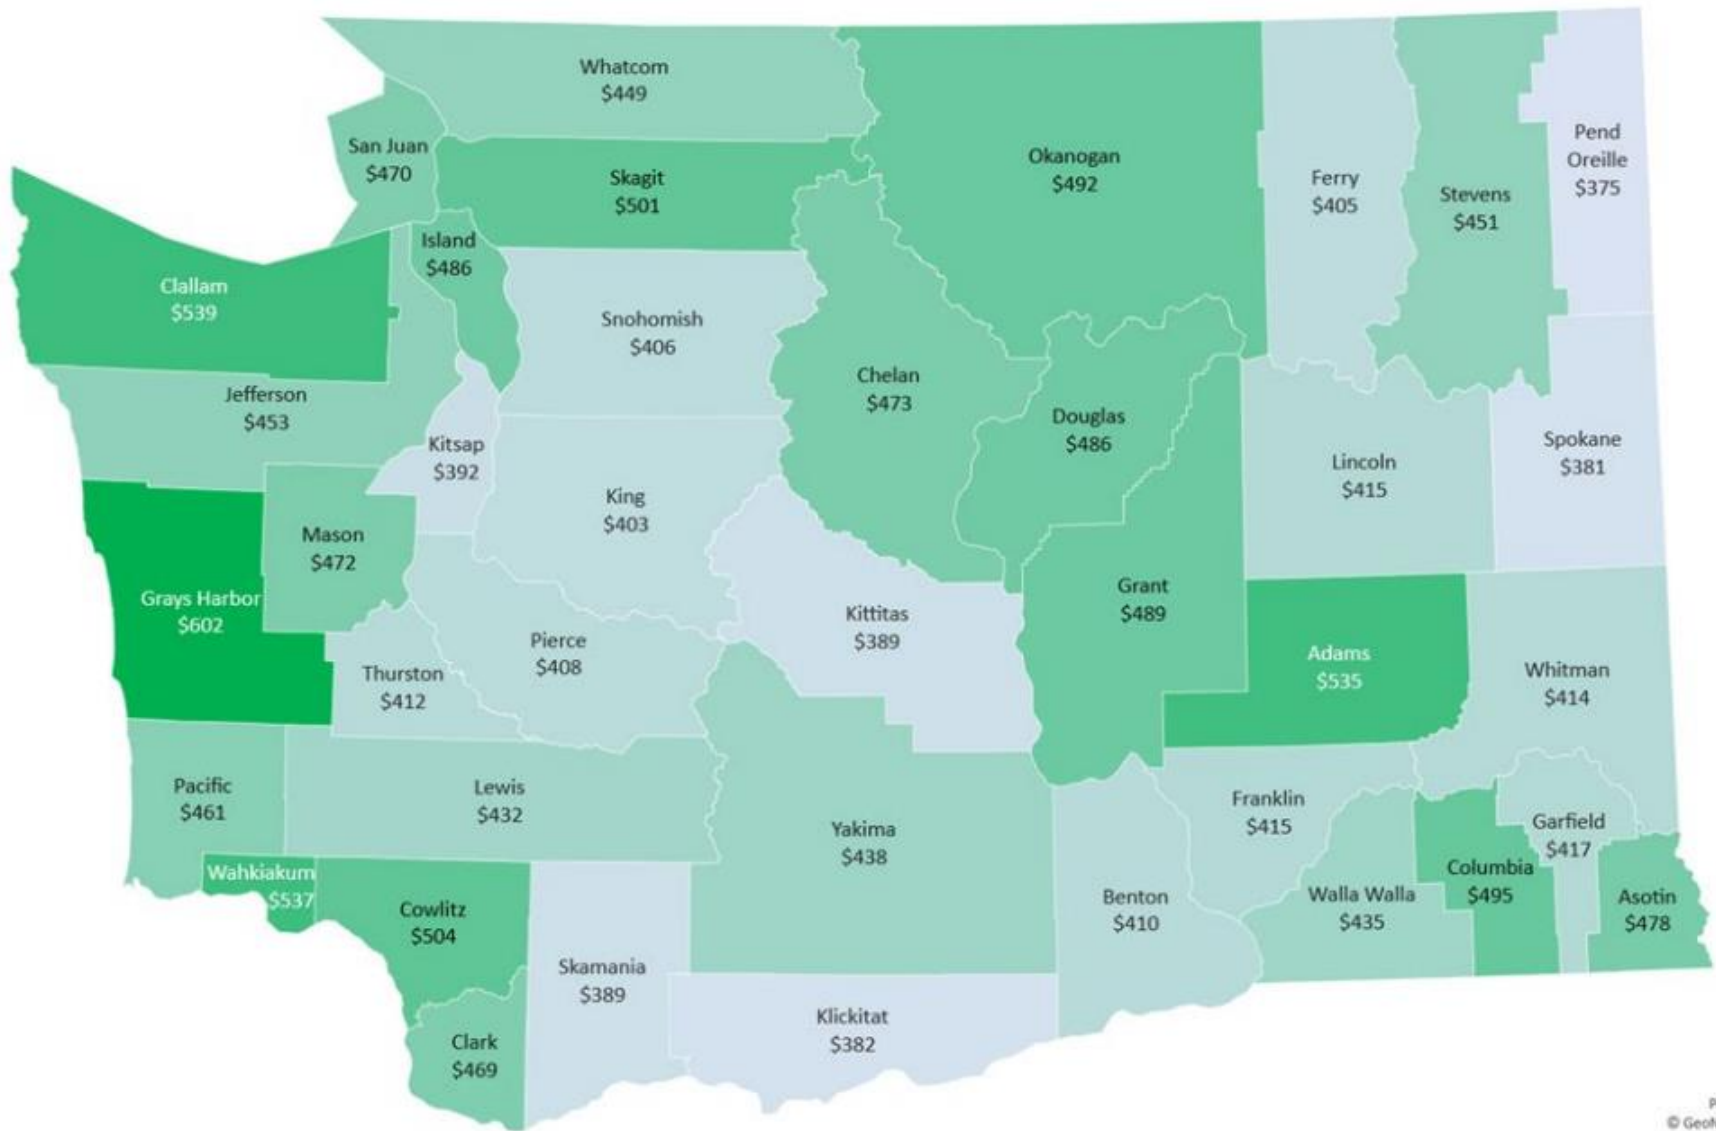 Whatcom
$449
San Juan
$470
Skagit
$501
Okanogan
$492
Ferry
$405
Stevens
$451
Pend
Oreille
$375
Clallam
$539
Island
$486
Snohomish
$406
Jefferson
$453
Chelan
$473
Douglas
$486
Kitsap
$392
King
$403
Lincoln
$415
Spokane
$381
Mason
$472
Grays Harbor
$602
Kittitas
$389
Grant
$489
Adams
$535
Whitman
$414
Thurston
$412
Pierce
$408
Pacific
$461
Lewis
$432
Yakima
$438
Franklin
$415
Garfield
$417
Wahkiakum
$537
Cowlitz
$504
Skamania
$389
Benton
$410
Walla Walla
$435
Columbia
$495
Asotin
$478
Clark
$469
Klickitat
$382
P
© GeoN